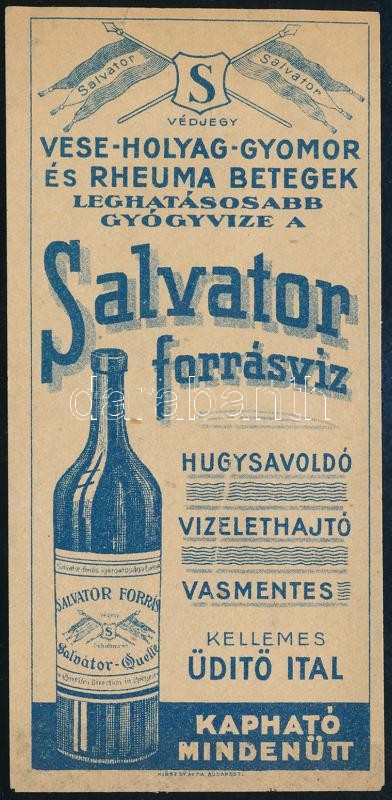 Salvator S Salvator
VÉDJEGY
VESE-HOLYAG-GYOMOR
ÉS RHEUMA BETEGEK
LEGHATÁSOSABB
GYÓGYVIZE A
Salvator
forrásviz
darabanth
HUGYSAVOLDÓ
VIZELETHAJTÓ
VASMENTES
KELLEMES
ÜDITŐ ITAL
SALVATOR FORRÁS
S
Salvator-Quelle
KAPHATÓ
MINDENÜTT